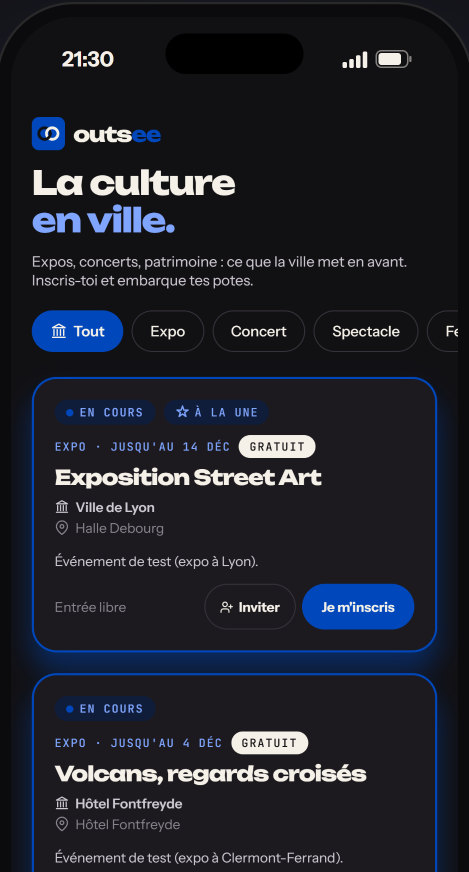 21:30
outsee
La culture
en ville.
Expos, concerts, patrimoine : ce que la ville met en avant.
Inscris-toi et embarque tes potes.
Tout Expo Concert Spectacle Fe
EN COURS À LA UNE
EXPO · JUSQU'AU 14 DÉC GRATUIT
Exposition Street Art
Ville de Lyon
Halle Debourg
Événement de test (expo à Lyon).
Entrée libre Inviter Je m'inscris
EN COURS
EXPO · JUSQU'AU 4 DÉC GRATUIT
Volcans, regards croisés
Hôtel Fontfreyde
Hôtel Fontfreyde
Événement de test (expo à Clermont-Ferrand).